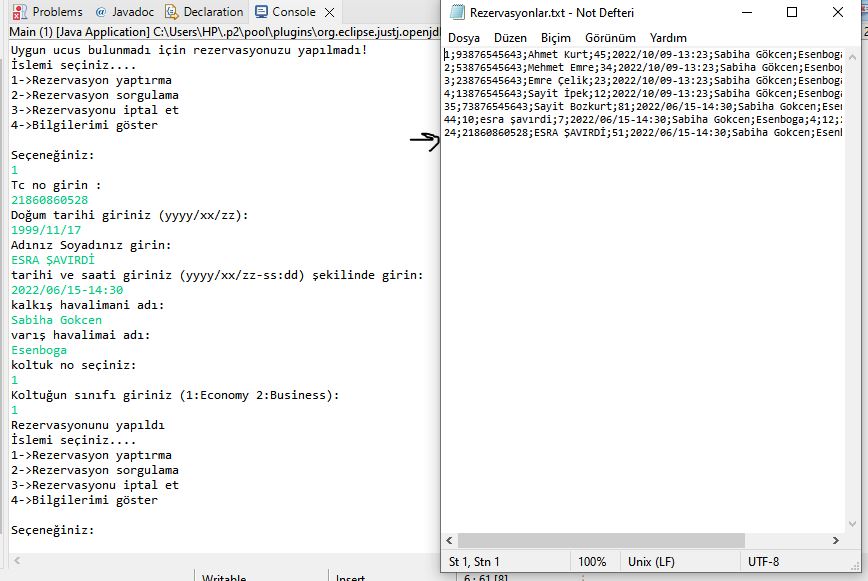 Problems @ Javadoc Declaration Console
Main (1) [Java Application] C:\Users\HP\.p2\pool\plugins\org.eclipse.justj.openjd
Uygun ucus bulunmadı için rezervasyonuzu yapılmadı!
İslemi seçiniz....
1->Rezervasyon yaptırma
2->Rezervasyon sorgulama
3->Rezervasyonu iptal et
4->Bilgilerimi göster
Seçeneğiniz:
1
Tc no girin :
21860860528
Doğum tarihi giriniz (yyyy/xx/zz):
1999/11/17
Adınız Soyadınız girin:
ESRA ŞAVIRDİ
tarihi ve saati giriniz (yyyy/xx/zz-ss:dd) şekilinde girin:
2022/06/15-14:30
kalkış havalimani adı:
Sabiha Gokcen
varış havalimai adı:
Esenboga
koltuk no seçiniz:
1
Koltuğun sınıfı giriniz (1:Economy 2:Business):
1
Rezervasyonunu yapıldı
İslemi seçiniz....
1->Rezervasyon yaptırma
2->Rezervasyon sorgulama
3->Rezervasyonu iptal et
4->Bilgilerimi göster
Seçeneğiniz:
Writable Insert 6 : 61 [8]
Rezervasyonlar.txt - Not Defteri
Dosya Düzen Biçim Görünüm Yardım
1;93876545643;Ahmet Kurt;45;2022/10/09-13:23;Sabiha Gökcen;Esenboga
2;53876545643;Mehmet Emre;34;2022/10/09-13:23;Sabiha Gökcen;Esenboga
3;23876545643;Emre Çelik;23;2022/10/09-13:23;Sabiha Gökcen;Esenboga
4;13876545643;Sayit İpek;12;2022/10/09-13:23;Sabiha Gökcen;Esenboga
35;73876545643;Sayit Bozkurt;81;2022/06/15-14:30;Sabiha Gokcen;Esen
44;10;esra şavırdi;7;2022/06/15-14:30;Sabiha Gokcen;Esenboga;4;12;
24;21860860528;ESRA ŞAVIRDİ;51;2022/06/15-14:30;Sabiha Gokcen;Esenb
St 1, Stn 1 100% Unix (LF) UTF-8